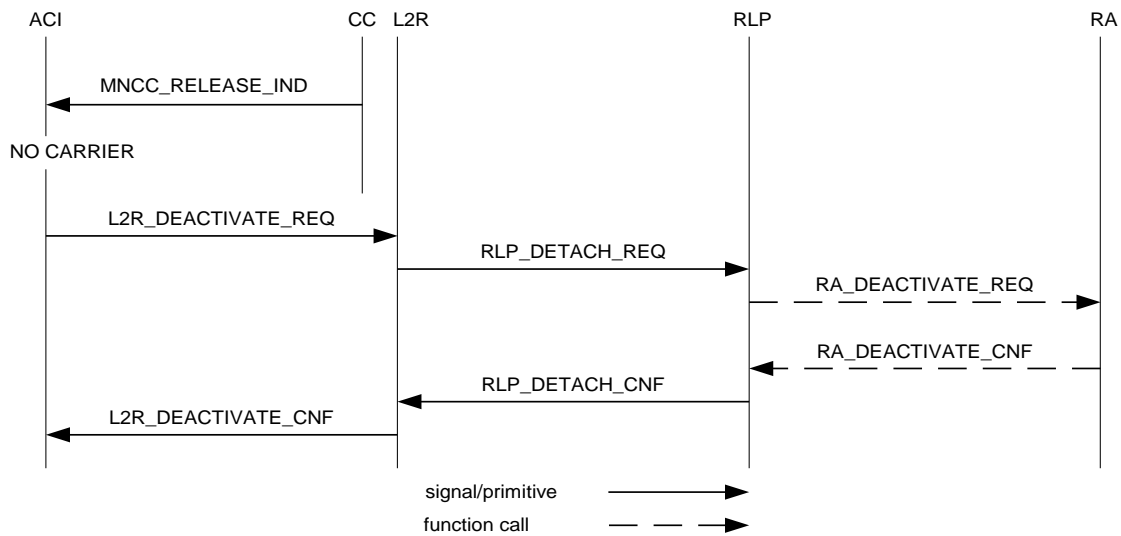 ACI CC L2R RLP RA
MNCC_RELEASE_IND
NO CARRIER
L2R_DEACTIVATE_REQ
RLP_DETACH_REQ
RA_DEACTIVATE_REQ
RA_DEACTIVATE_CNF
RLP_DETACH_CNF
L2R_DEACTIVATE_CNF
signal/primitive
function call